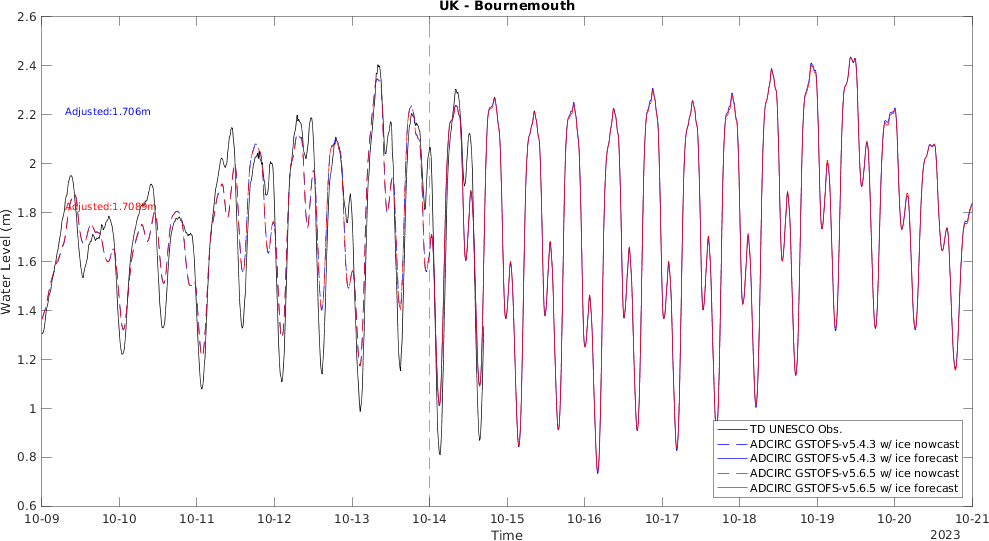 UK - Bournemouth
2.6
2.4
2.2
2
1.8
1.6
1.4
1.2
1
0.8
0.6
Water Level (m)
Adjusted:1.706m
Adjusted:1.7089m
TD UNESCO Obs.
ADCIRC GSTOFS-v5.4.3 w/ ice nowcast
ADCIRC GSTOFS-v5.4.3 w/ ice forecast
ADCIRC GSTOFS-v5.6.5 w/ ice nowcast
ADCIRC GSTOFS-v5.6.5 w/ ice forecast
10-09 10-10 10-11 10-12 10-13 10-14 10-15 10-16 10-17 10-18 10-19 10-20 10-21
Time
2023